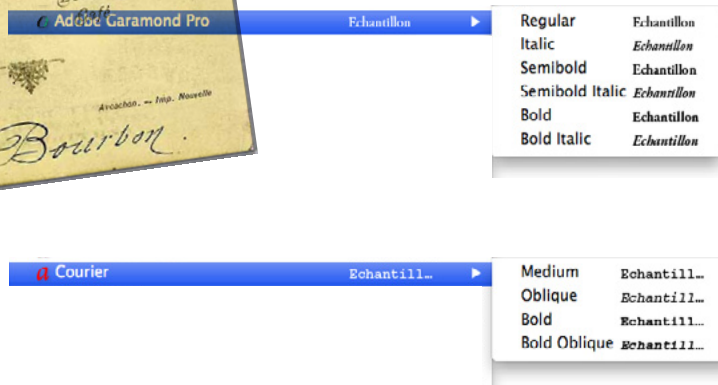 Café
Adobe Garamond Pro Echantillon
Regular Echantillon
Italic Echantillon
Semibold Echantillon
Semibold Italic Echantillon
Bold Echantillon
Bold Italic Echantillon
Arcachon. — Imp. Nouvelle
Bourbon.
a Courier Echantill…
Medium Echantill…
Oblique Echantill…
Bold Echantill…
Bold Oblique Echantill…